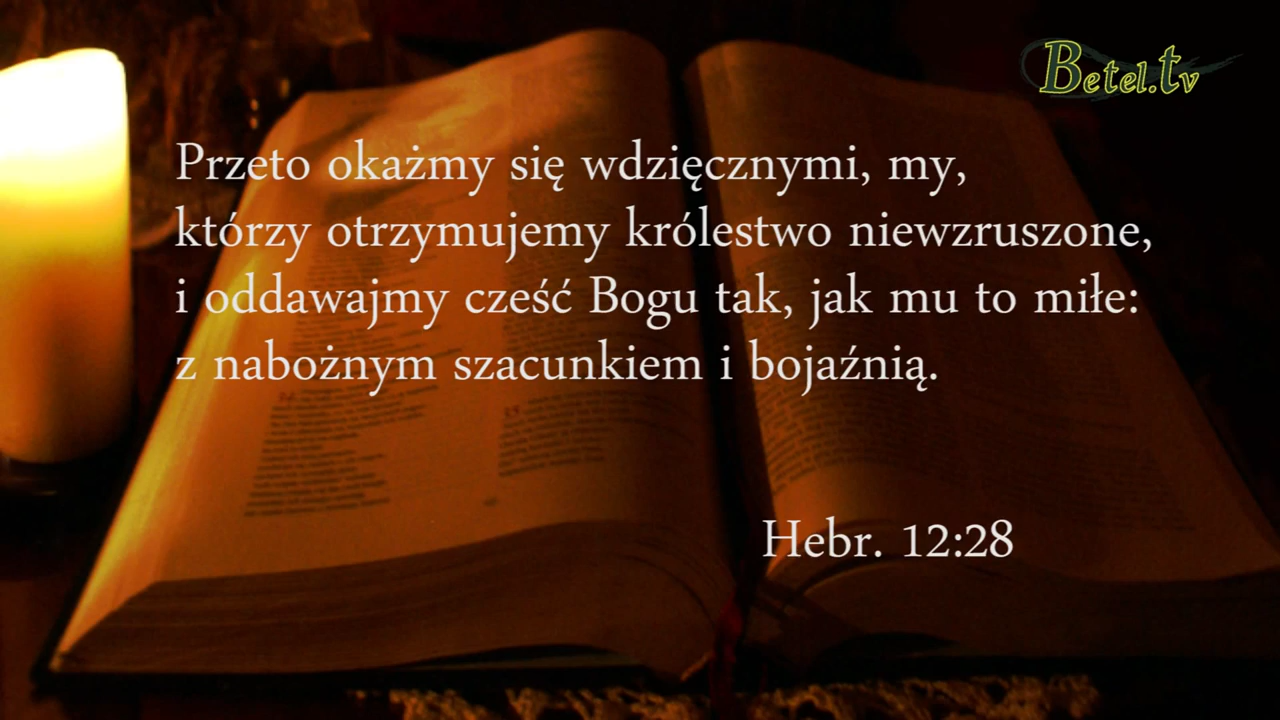 Betel.tv
Przeto okażmy się wdzięcznymi, my,
którzy otrzymujemy królestwo niewzruszone,
i oddawajmy cześć Bogu tak, jak mu to miłe:
z nabożnym szacunkiem i bojaźnią.
Hebr. 12:28